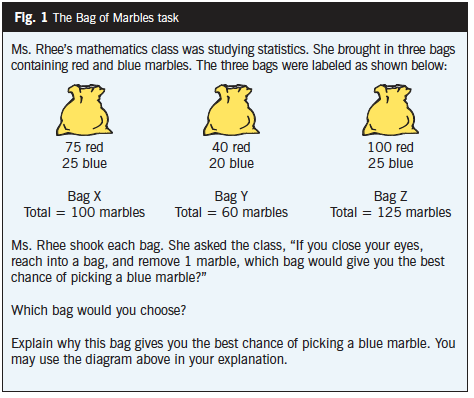 Fig. 1 The Bag of Marbles task
Ms. Rhee's mathematics class was studying statistics. She brought in three bags
containing red and blue marbles. The three bags were labeled as shown below:
75 red
25 blue
40 red
20 blue
100 red
25 blue
Bag X
Total = 100 marbles
Bag Y
Total = 60 marbles
Bag Z
Total = 125 marbles
Ms. Rhee shook each bag. She asked the class, “If you close your eyes,
reach into a bag, and remove 1 marble, which bag would give you the best
chance of picking a blue marble?”
Which bag would you choose?
Explain why this bag gives you the best chance of picking a blue marble. You
may use the diagram above in your explanation.